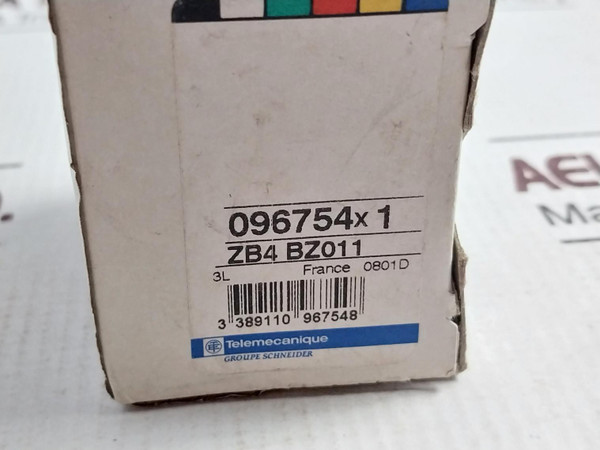 096754x 1
ZB4 BZ011
3L France 0801D
3 389110 967548
Telemecanique
GROUPE SCHNEIDER